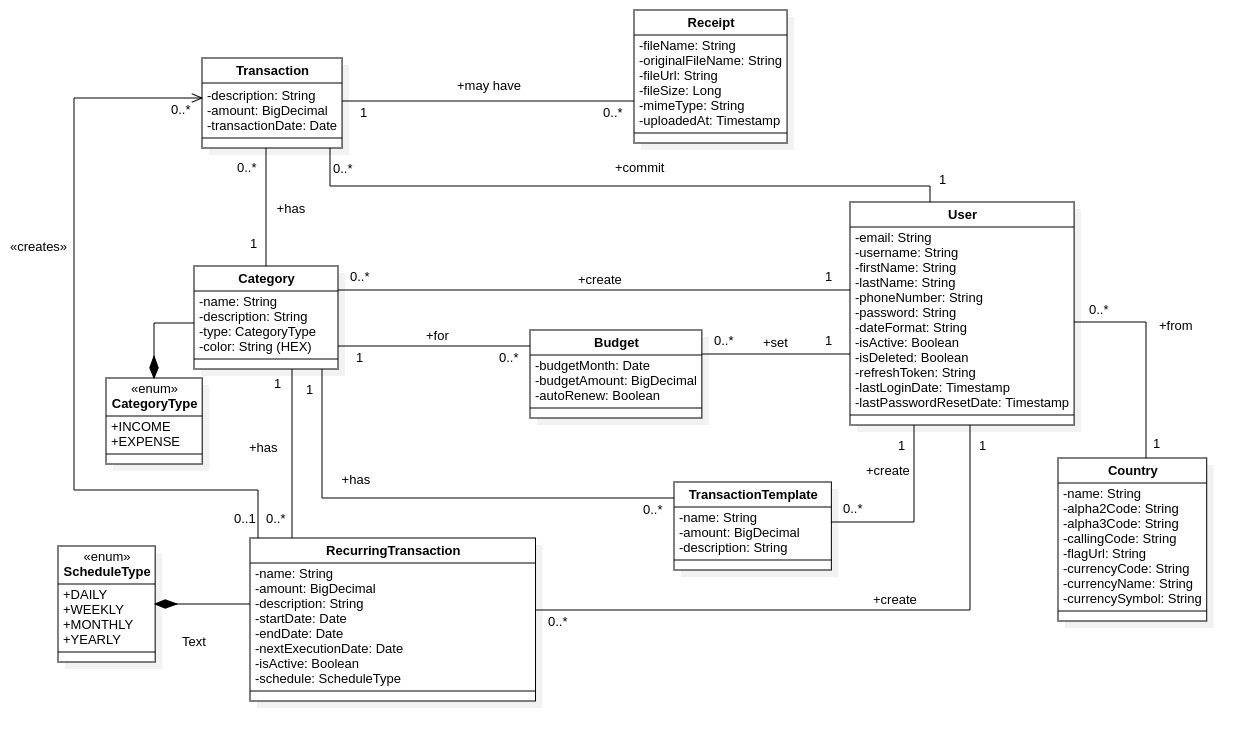 Receipt
-fileName: String
-originalFileName: String
-fileUrl: String
-fileSize: Long
-mimeType: String
-uploadedAt: Timestamp
Transaction
-description: String
-amount: BigDecimal
-transactionDate: Date
+may have
1
0..*
0..*
0..*
0..*
+commit
1
+has
1
«creates»
User
-email: String
-username: String
-firstName: String
-lastName: String
-phoneNumber: String
-password: String
-dateFormat: String
-isActive: Boolean
-isDeleted: Boolean
-refreshToken: String
-lastLoginDate: Timestamp
-lastPasswordResetDate: Timestamp
Category
-name: String
-description: String
-type: CategoryType
-color: String (HEX)
0..*
+create
1
+for
1
0..*
Budget
-budgetMonth: Date
-budgetAmount: BigDecimal
-autoRenew: Boolean
0..*
+set
1
0..*
+from
1
«enum»
CategoryType
+INCOME
+EXPENSE
1
1
+has
+has
0..1
0..*
0..*
TransactionTemplate
-name: String
-amount: BigDecimal
-description: String
1
1
+create
0..*
Country
-name: String
-alpha2Code: String
-alpha3Code: String
-callingCode: String
-flagUrl: String
-currencyCode: String
-currencyName: String
-currencySymbol: String
«enum»
ScheduleType
+DAILY
+WEEKLY
+MONTHLY
+YEARLY
Text
RecurringTransaction
-name: String
-amount: BigDecimal
-description: String
-startDate: Date
-endDate: Date
-nextExecutionDate: Date
-isActive: Boolean
-schedule: ScheduleType
+create
0..*